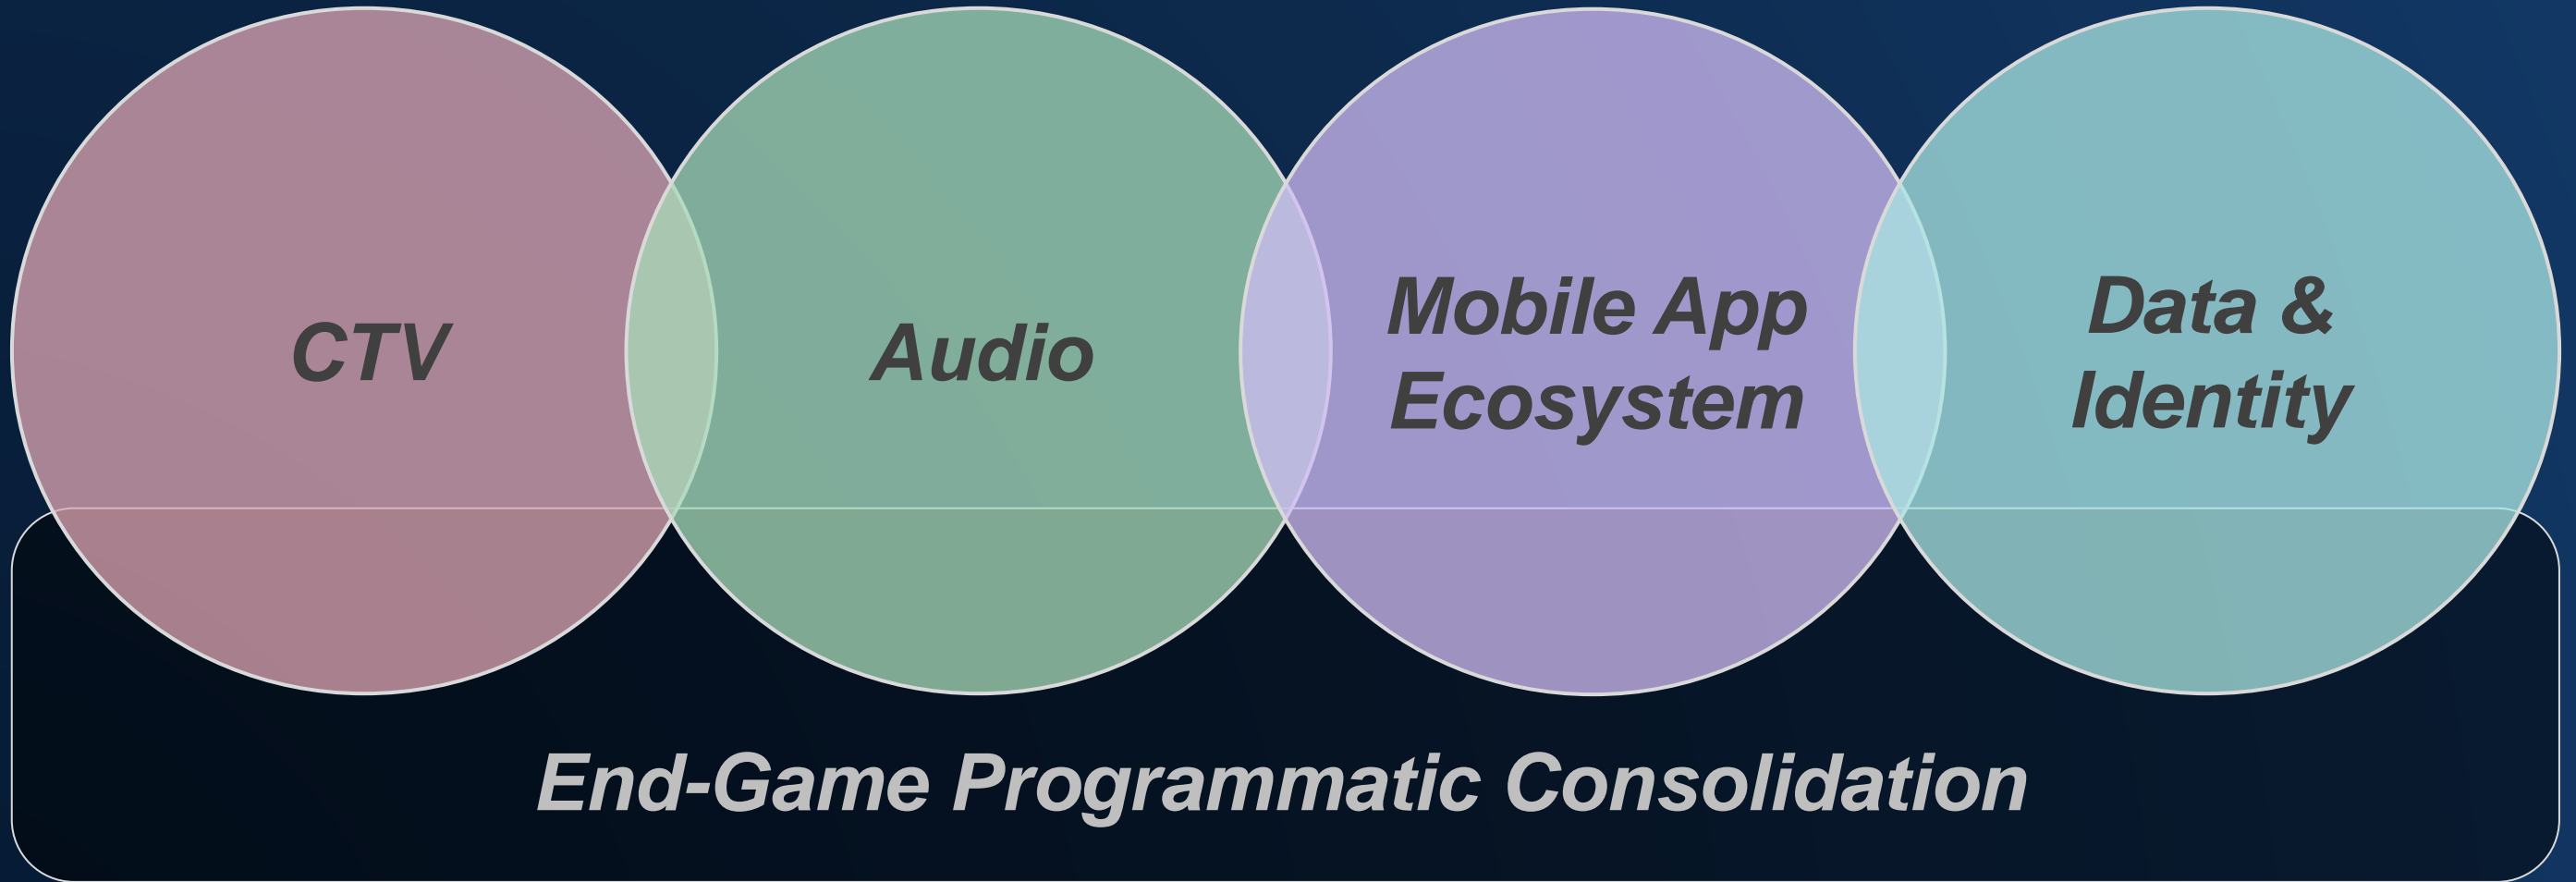 CTV
Audio
Mobile App
Ecosystem
Data &
Identity
End-Game Programmatic Consolidation